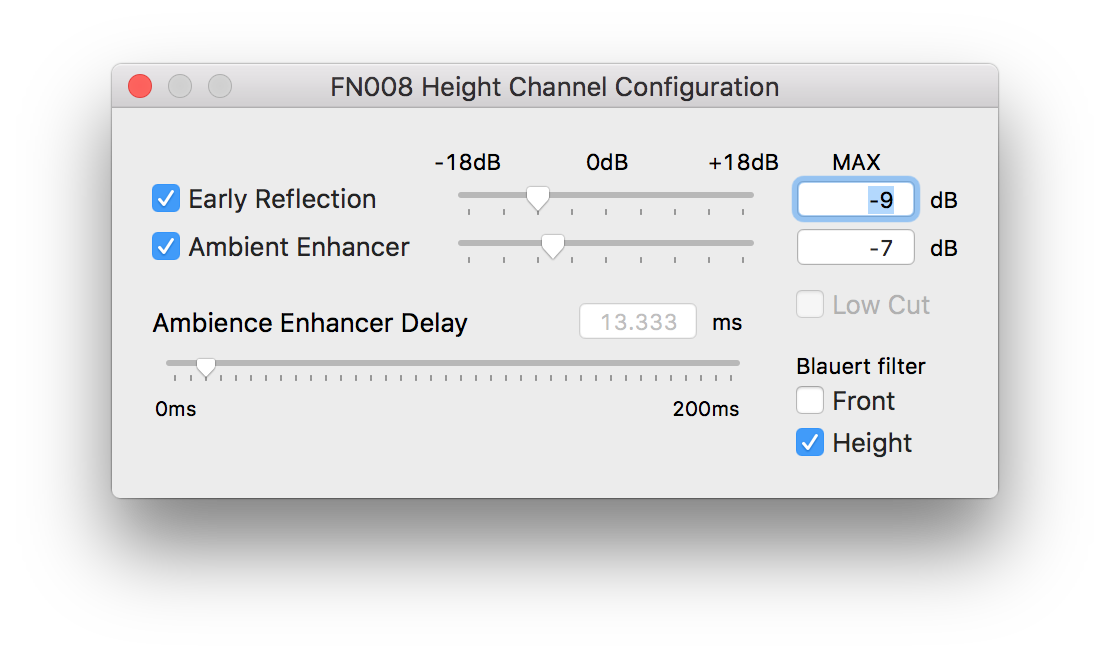 FN008 Height Channel Configuration
-18dB 0dB +18dB MAX
Early Reflection -9 dB
Ambient Enhancer -7 dB
Low Cut
Ambience Enhancer Delay 13.333 ms
Blauert filter
Front
0ms 200ms
Height